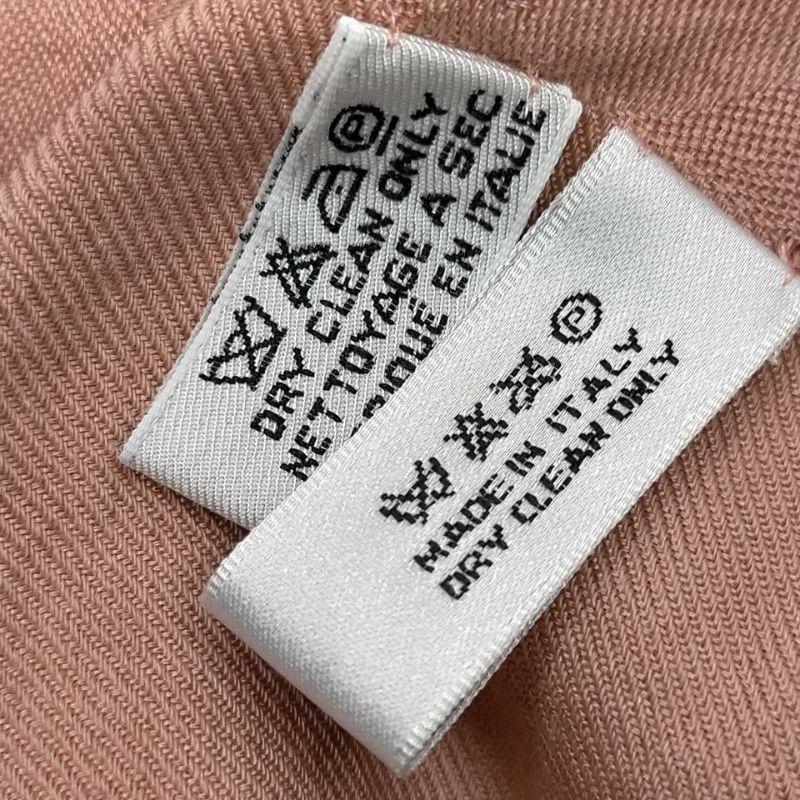 P
DRY CLEAN ONLY
NETTOYAGE A SEC
EN ITALIE
P
MADE IN ITALY
DRY CLEAN ONLY